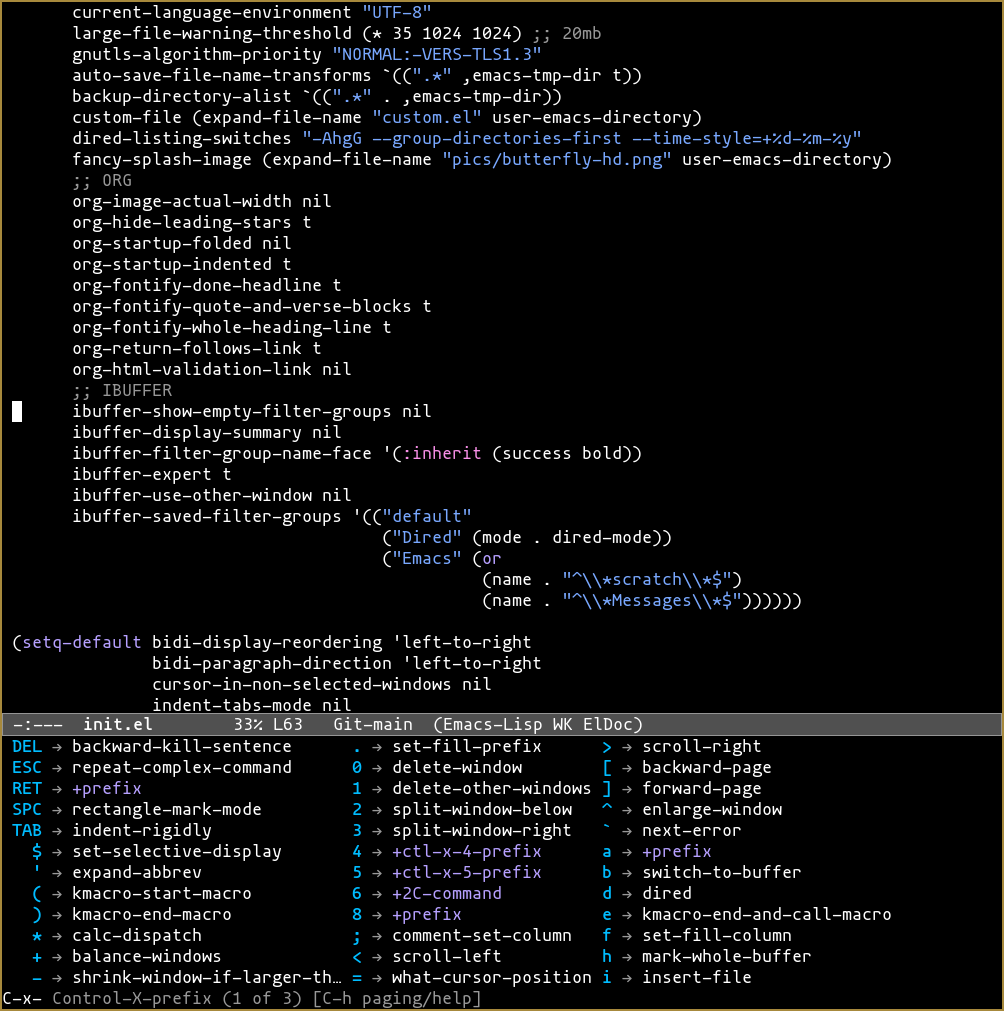 current-language-environment "UTF-8"
large-file-warning-threshold (* 35 1024 1024) ;; 20mb
gnutls-algorithm-priority "NORMAL:-VERS-TLS1.3"
auto-save-file-name-transforms `((".*" ,emacs-tmp-dir t))
backup-directory-alist `((".*" . ,emacs-tmp-dir))
custom-file (expand-file-name "custom.el" user-emacs-directory)
dired-listing-switches "-AhgG --group-directories-first --time-style=+%d-%m-%y"
fancy-splash-image (expand-file-name "pics/butterfly-hd.png" user-emacs-directory)
;; ORG
org-image-actual-width nil
org-hide-leading-stars t
org-startup-folded nil
org-startup-indented t
org-fontify-done-headline t
org-fontify-quote-and-verse-blocks t
org-fontify-whole-heading-line t
org-return-follows-link t
org-html-validation-link nil
;; IBUFFER
ibuffer-show-empty-filter-groups nil
ibuffer-display-summary nil
ibuffer-filter-group-name-face '(:inherit (success bold))
ibuffer-expert t
ibuffer-use-other-window nil
ibuffer-saved-filter-groups '(("default"
("Dired" (mode . dired-mode))
("Emacs" (or
(name . "^\\*scratch\\*$")
(name . "^\\*Messages\\*$"))))))
(setq-default bidi-display-reordering 'left-to-right
bidi-paragraph-direction 'left-to-right
cursor-in-non-selected-windows nil
indent-tabs-mode nil
-:--- init.el 33% L63 Git-main (Emacs-Lisp WK ElDoc)
DEL → backward-kill-sentence . → set-fill-prefix > → scroll-right
ESC → repeat-complex-command 0 → delete-window [ → backward-page
RET → +prefix 1 → delete-other-windows ] → forward-page
SPC → rectangle-mark-mode 2 → split-window-below ^ → enlarge-window
TAB → indent-rigidly 3 → split-window-right ` → next-error
$ → set-selective-display 4 → +ctl-x-4-prefix a → +prefix
' → expand-abbrev 5 → +ctl-x-5-prefix b → switch-to-buffer
( → kmacro-start-macro 6 → +2C-command d → dired
) → kmacro-end-macro 8 → +prefix e → kmacro-end-and-call-macro
* → calc-dispatch ; → comment-set-column f → set-fill-column
+ → balance-windows < → scroll-left h → mark-whole-buffer
- → shrink-window-if-larger-th… = → what-cursor-position i → insert-file
C-x- Control-X-prefix (1 of 3) [C-h paging/help]